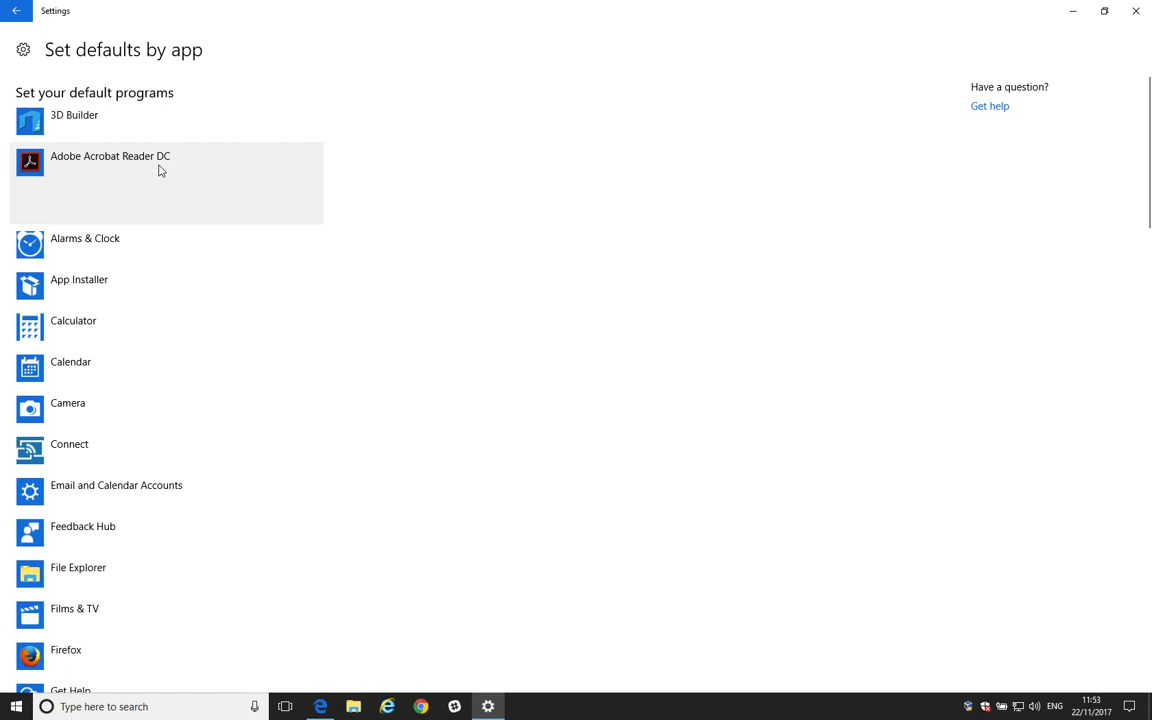 Settings
Set defaults by app
Set your default programs
3D Builder
Adobe Acrobat Reader DC
Alarms & Clock
App Installer
Calculator
Calendar
Camera
Connect
Email and Calendar Accounts
Feedback Hub
File Explorer
Films & TV
Firefox
Get Help
Have a question?
Get help
Type here to search
ENG
11:53
22/11/2017